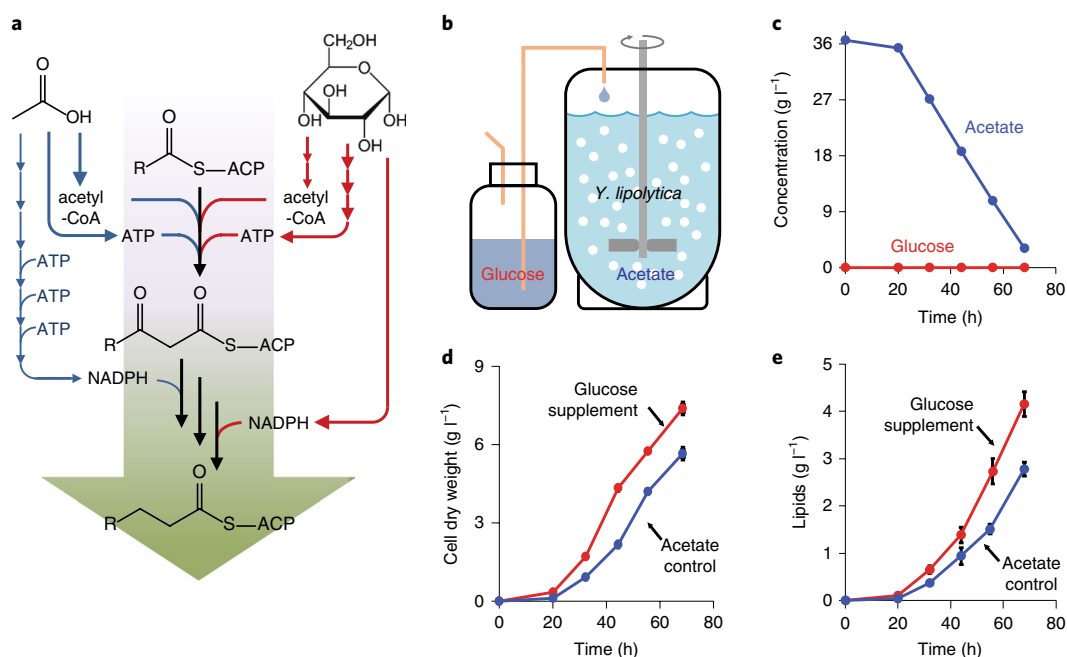 a
O
OH
CH₂OH
O
OH
OH
OH
OH
O
R
S—ACP
acetyl
-CoA
acetyl
-CoA
ATP
ATP
ATP
ATP
ATP
O
O
R
S—ACP
NADPH
NADPH
O
R
S—ACP
b
Y. lipolytica
Glucose
Acetate
c
Concentration (g l⁻¹)
36
27
18
9
0
Acetate
Glucose
0
20
40
60
80
Time (h)
d
Cell dry weight (g l⁻¹)
9
6
3
0
Glucose
supplement
Acetate
control
0
20
40
60
80
Time (h)
e
Lipids (g l⁻¹)
5
4
3
2
1
0
Glucose
supplement
Acetate
control
0
20
40
60
80
Time (h)